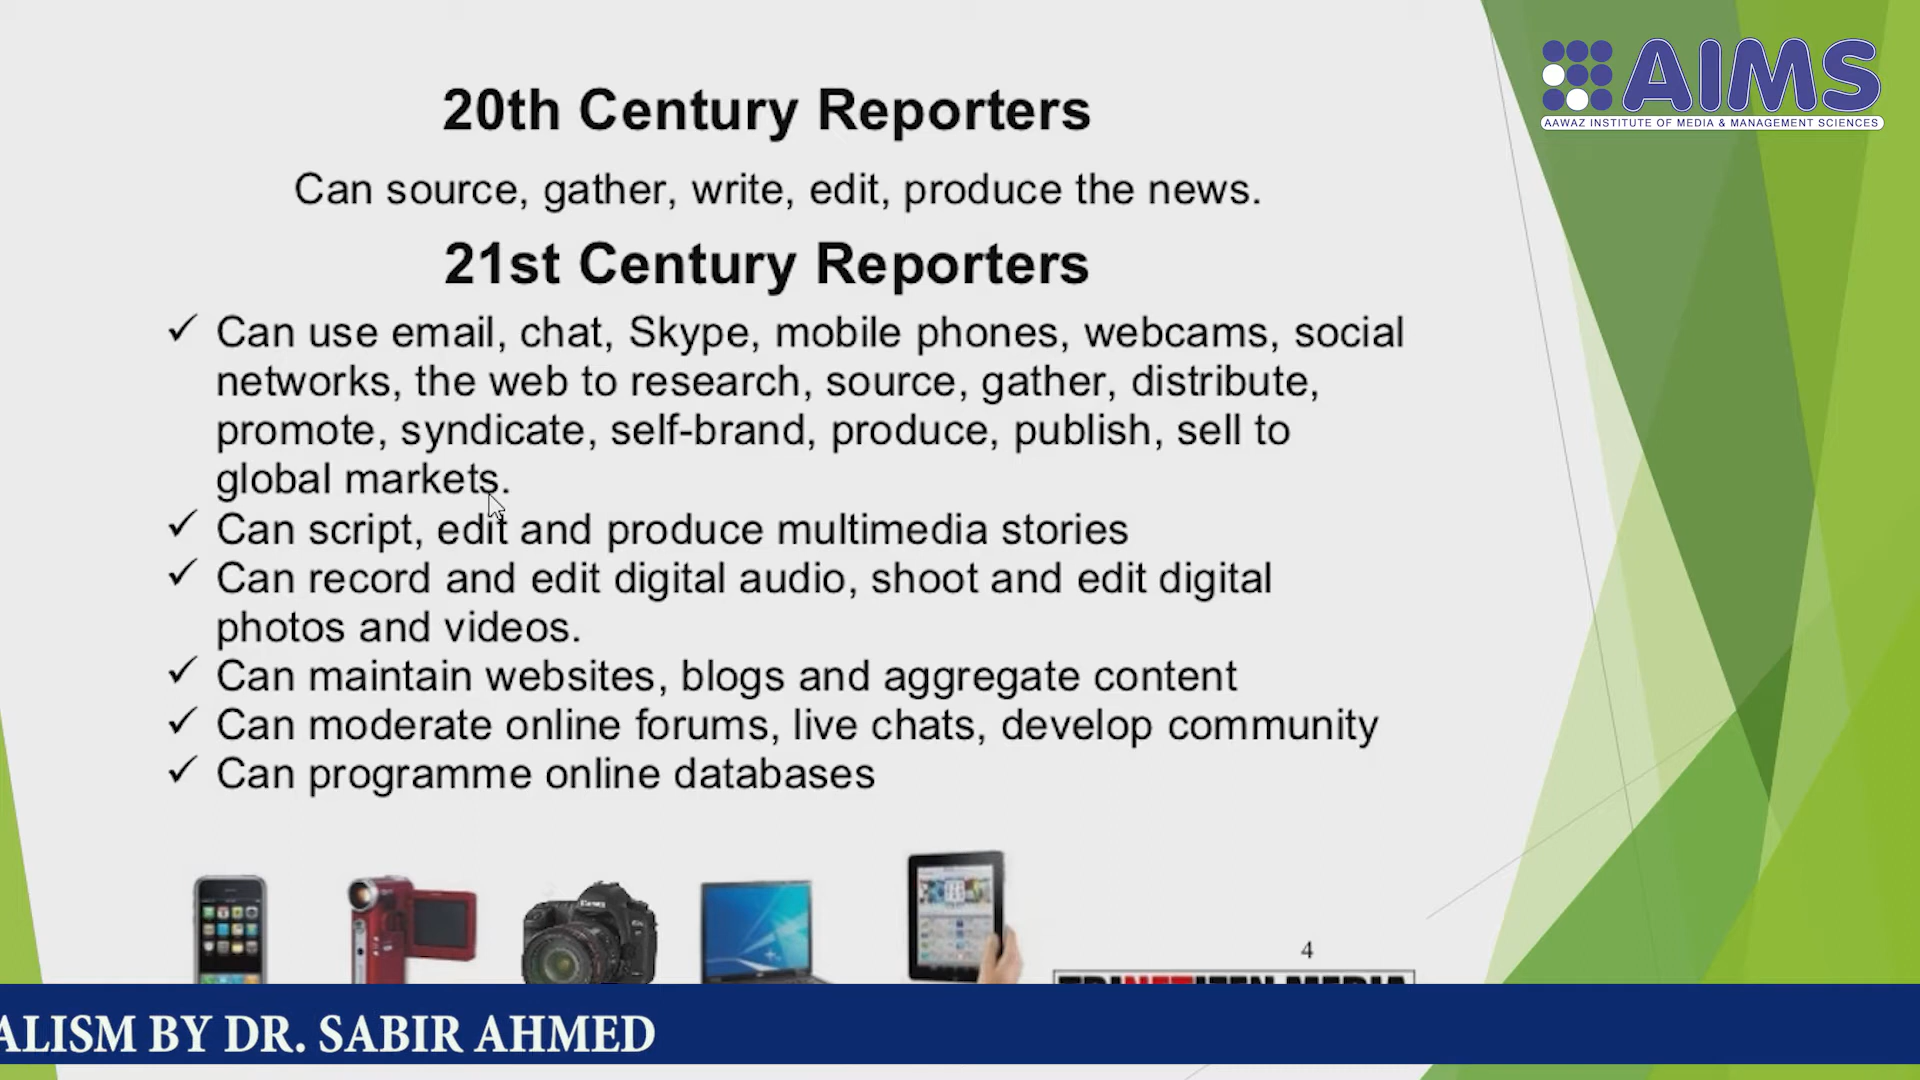 AIMS
AAWAZ INSTITUTE OF MEDIA & MANAGEMENT SCIENCES
20th Century Reporters
Can source, gather, write, edit, produce the news.
21st Century Reporters
✓ Can use email, chat, Skype, mobile phones, webcams, social
networks, the web to research, source, gather, distribute,
promote, syndicate, self-brand, produce, publish, sell to
global markets.
✓ Can script, edit and produce multimedia stories
✓ Can record and edit digital audio, shoot and edit digital
photos and videos.
✓ Can maintain websites, blogs and aggregate content
✓ Can moderate online forums, live chats, develop community
✓ Can programme online databases
Canon
4
ALISM BY DR. SABIR AHMED